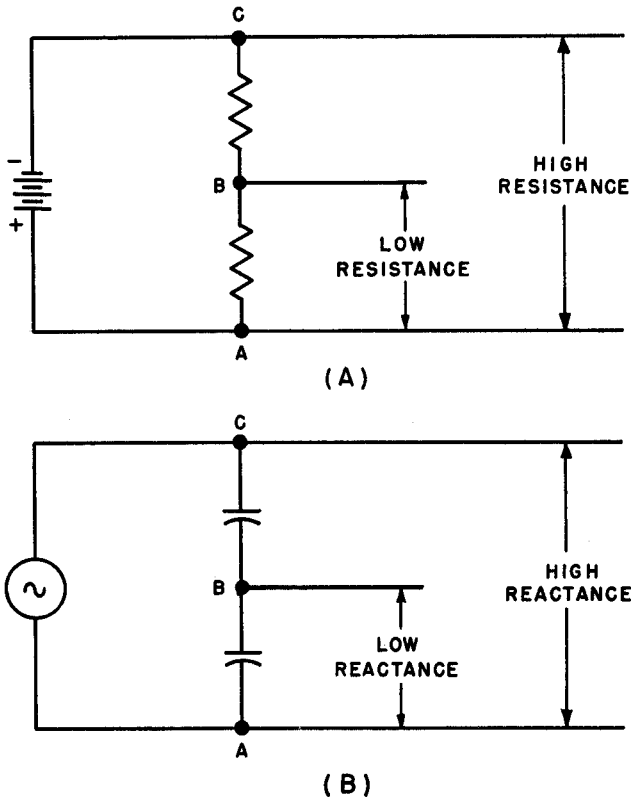 C
-
+
B
HIGH
RESISTANCE
LOW
RESISTANCE
A
(A)
C
B
HIGH
REACTANCE
LOW
REACTANCE
A
(B)